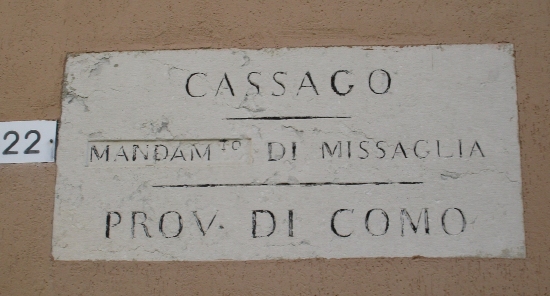 CASSAGO
22.
MANDAM.TO DI MISSAGLIA
PROV. DI COMO